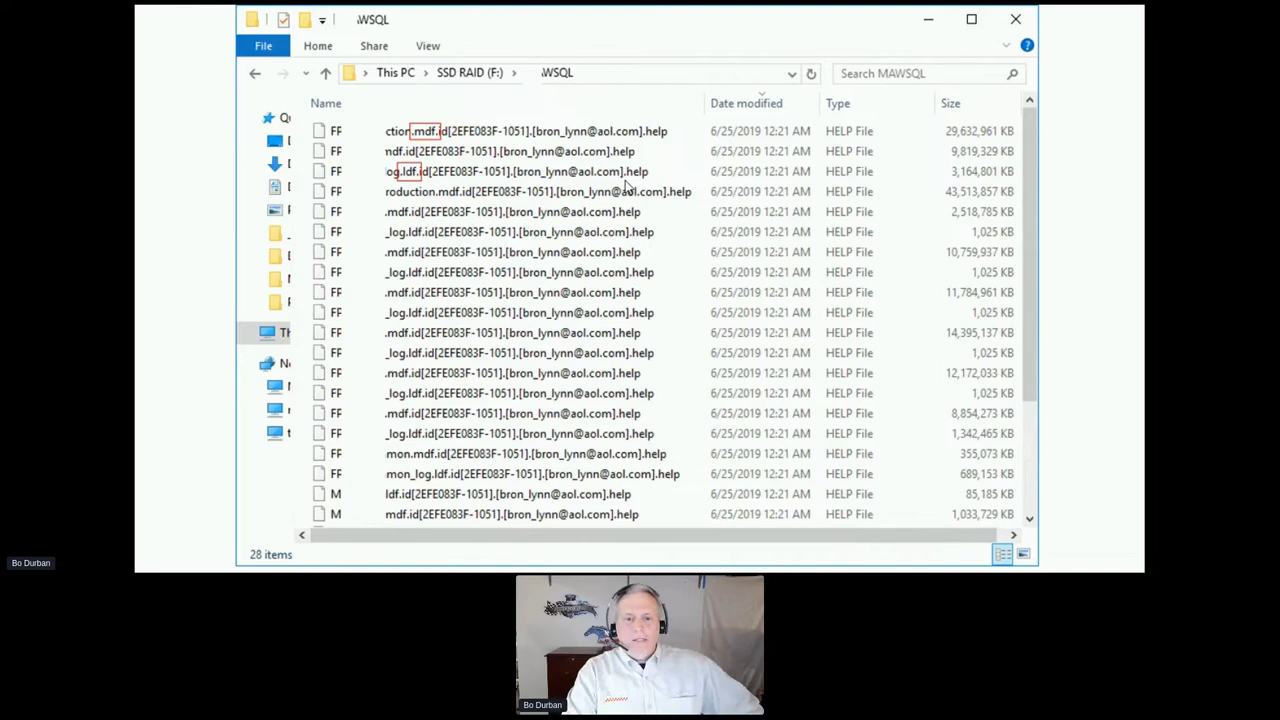 \WSQL
File Home Share View
This PC > SSD RAID (F:) > \WSQL Search MAWSQL
Name Date modified Type Size
FP ction.mdf.id[2EFE083F-1051].[bron_lynn@aol.com].help 6/25/2019 12:21 AM HELP File 29,632,961 KB
FP mdf.id[2EFE083F-1051].[bron_lynn@aol.com].help 6/25/2019 12:21 AM HELP File 9,819,329 KB
FP og.ldf.id[2EFE083F-1051].[bron_lynn@aol.com].help 6/25/2019 12:21 AM HELP File 3,164,801 KB
FP roduction.mdf.id[2EFE083F-1051].[bron_lynn@aol.com].help 6/25/2019 12:21 AM HELP File 43,513,857 KB
FP .mdf.id[2EFE083F-1051].[bron_lynn@aol.com].help 6/25/2019 12:21 AM HELP File 2,518,785 KB
FP _log.ldf.id[2EFE083F-1051].[bron_lynn@aol.com].help 6/25/2019 12:21 AM HELP File 1,025 KB
FP .mdf.id[2EFE083F-1051].[bron_lynn@aol.com].help 6/25/2019 12:21 AM HELP File 10,759,937 KB
FP _log.ldf.id[2EFE083F-1051].[bron_lynn@aol.com].help 6/25/2019 12:21 AM HELP File 1,025 KB
FP .mdf.id[2EFE083F-1051].[bron_lynn@aol.com].help 6/25/2019 12:21 AM HELP File 11,784,961 KB
FP _log.ldf.id[2EFE083F-1051].[bron_lynn@aol.com].help 6/25/2019 12:21 AM HELP File 1,025 KB
FP .mdf.id[2EFE083F-1051].[bron_lynn@aol.com].help 6/25/2019 12:21 AM HELP File 14,395,137 KB
FP _log.ldf.id[2EFE083F-1051].[bron_lynn@aol.com].help 6/25/2019 12:21 AM HELP File 1,025 KB
FP .mdf.id[2EFE083F-1051].[bron_lynn@aol.com].help 6/25/2019 12:21 AM HELP File 12,172,033 KB
FP _log.ldf.id[2EFE083F-1051].[bron_lynn@aol.com].help 6/25/2019 12:21 AM HELP File 1,025 KB
FP .mdf.id[2EFE083F-1051].[bron_lynn@aol.com].help 6/25/2019 12:21 AM HELP File 8,854,273 KB
FP _log.ldf.id[2EFE083F-1051].[bron_lynn@aol.com].help 6/25/2019 12:21 AM HELP File 1,342,465 KB
FP mon.mdf.id[2EFE083F-1051].[bron_lynn@aol.com].help 6/25/2019 12:21 AM HELP File 355,073 KB
FP mon_log.ldf.id[2EFE083F-1051].[bron_lynn@aol.com].help 6/25/2019 12:21 AM HELP File 689,153 KB
M ldf.id[2EFE083F-1051].[bron_lynn@aol.com].help 6/25/2019 12:21 AM HELP File 85,185 KB
M mdf.id[2EFE083F-1051].[bron_lynn@aol.com].help 6/25/2019 12:21 AM HELP File 1,033,729 KB
28 items
Bo Durban
Bo Durban